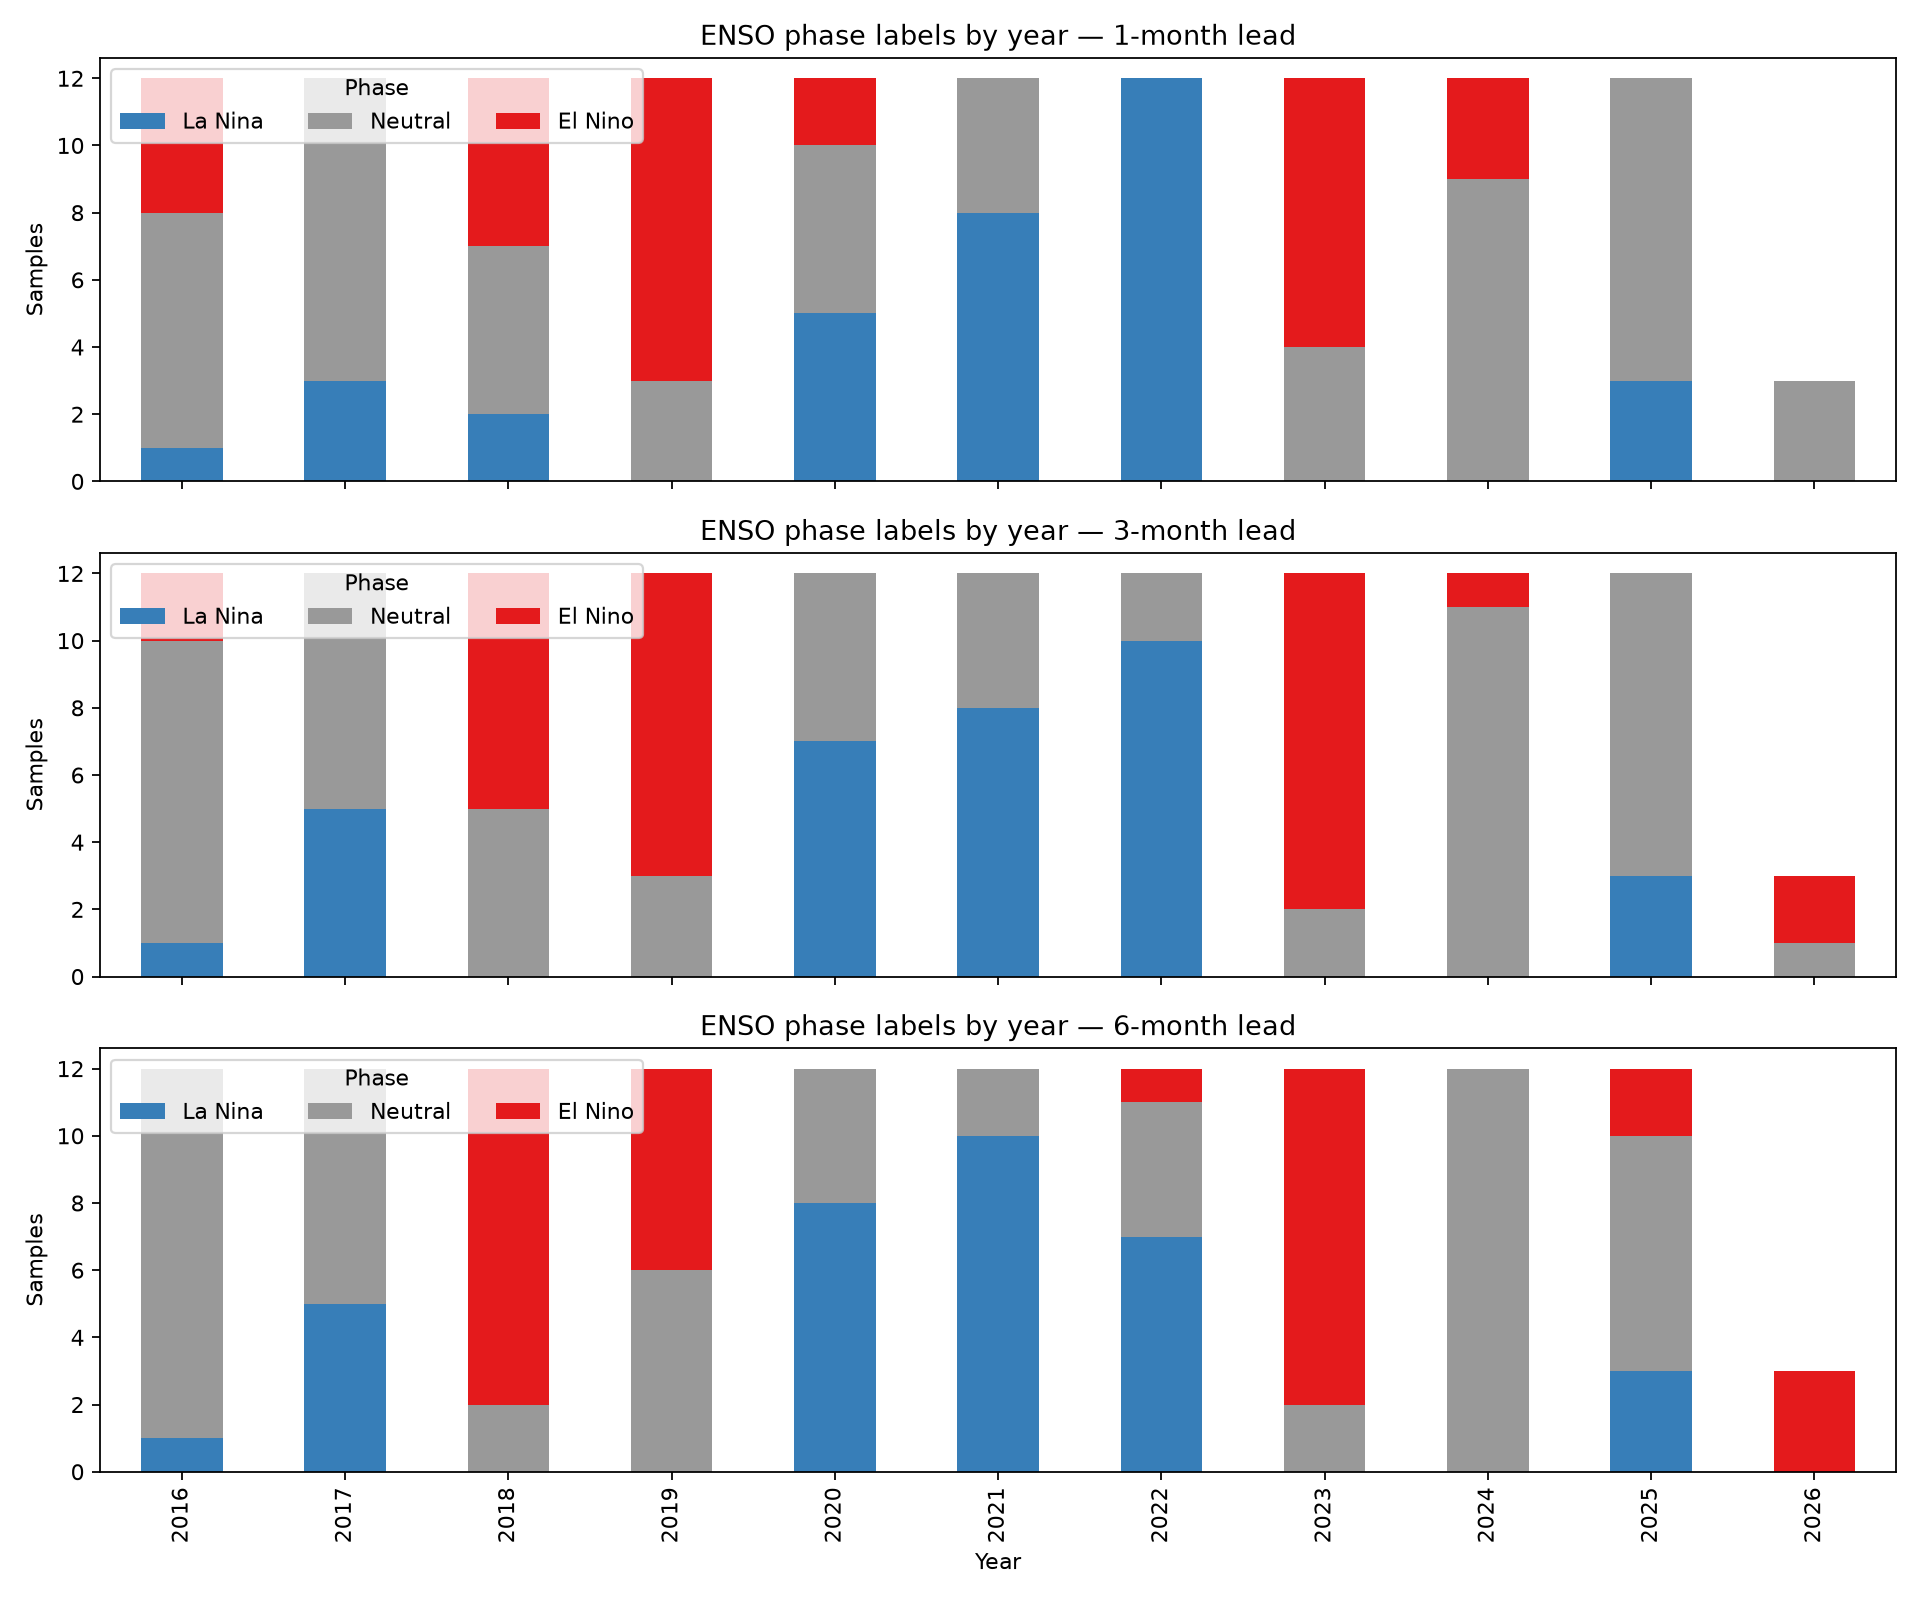 ENSO phase labels by year — 1-month lead
Phase
La Nina Neutral El Nino
12
10
8
6
4
2
0
Samples
ENSO phase labels by year — 3-month lead
Phase
La Nina Neutral El Nino
12
10
8
6
4
2
0
Samples
ENSO phase labels by year — 6-month lead
Phase
La Nina Neutral El Nino
12
10
8
6
4
2
0
Samples
2016 2017 2018 2019 2020 2021 2022 2023 2024 2025 2026
Year